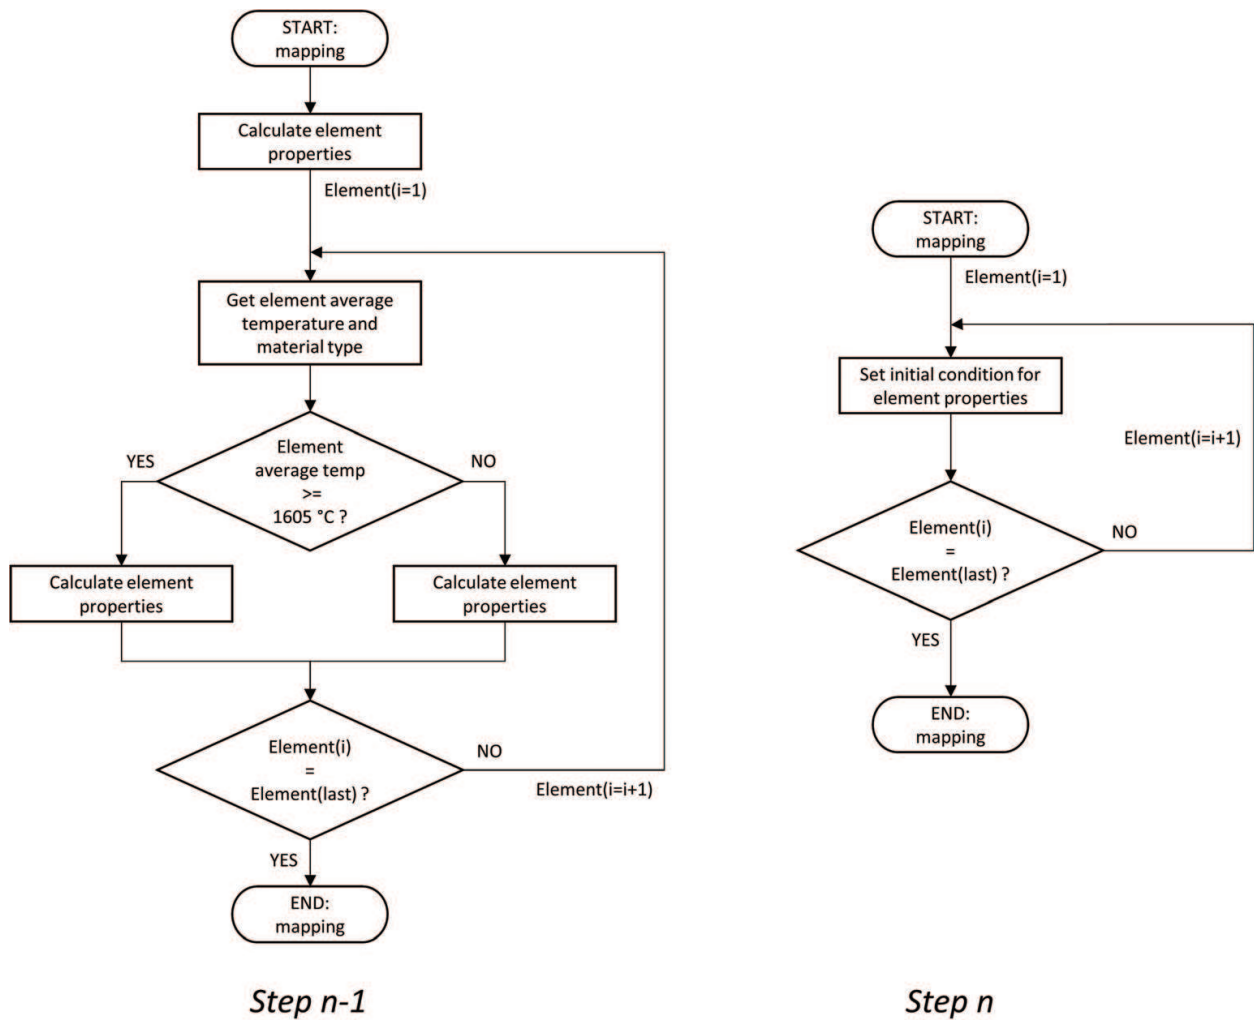 START:
mapping
Calculate element
properties
Element(i=1)
Get element average
temperature and
material type
Element
average temp
>=
1605 °C ?
YES
NO
Calculate element
properties
Calculate element
properties
Element(i)
=
Element(last) ?
NO
Element(i=i+1)
YES
END:
mapping
Step n-1
START:
mapping
Element(i=1)
Set initial condition for
element properties
Element(i=i+1)
Element(i)
=
Element(last) ?
NO
YES
END:
mapping
Step n